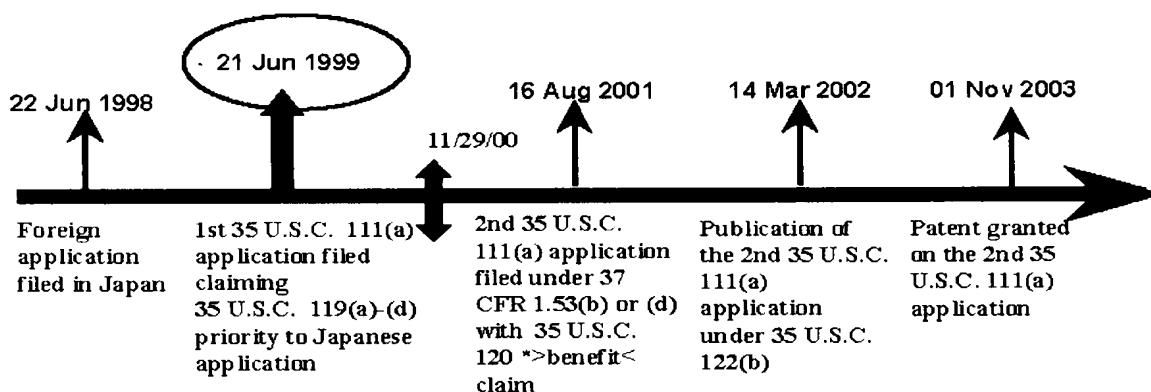 21 Jun 1999
22 Jun 1998
16 Aug 2001
14 Mar 2002
01 Nov 2003
11/29/00
Foreign
application
filed in Japan
1st 35 U.S.C. 111(a)
application filed
claiming
35 U.S.C. 119(a)-(d)
priority to Japanese
application
2nd 35 U.S.C.
111(a) application
filed under 37
CFR 1.53(b) or (d)
with 35 U.S.C.
120 *>benefit<
claim
Publication of
the 2nd 35 U.S.C.
111(a)
application
under 35 U.S.C.
122(b)
Patent granted
on the 2nd 35
U.S.C. 111(a)
application